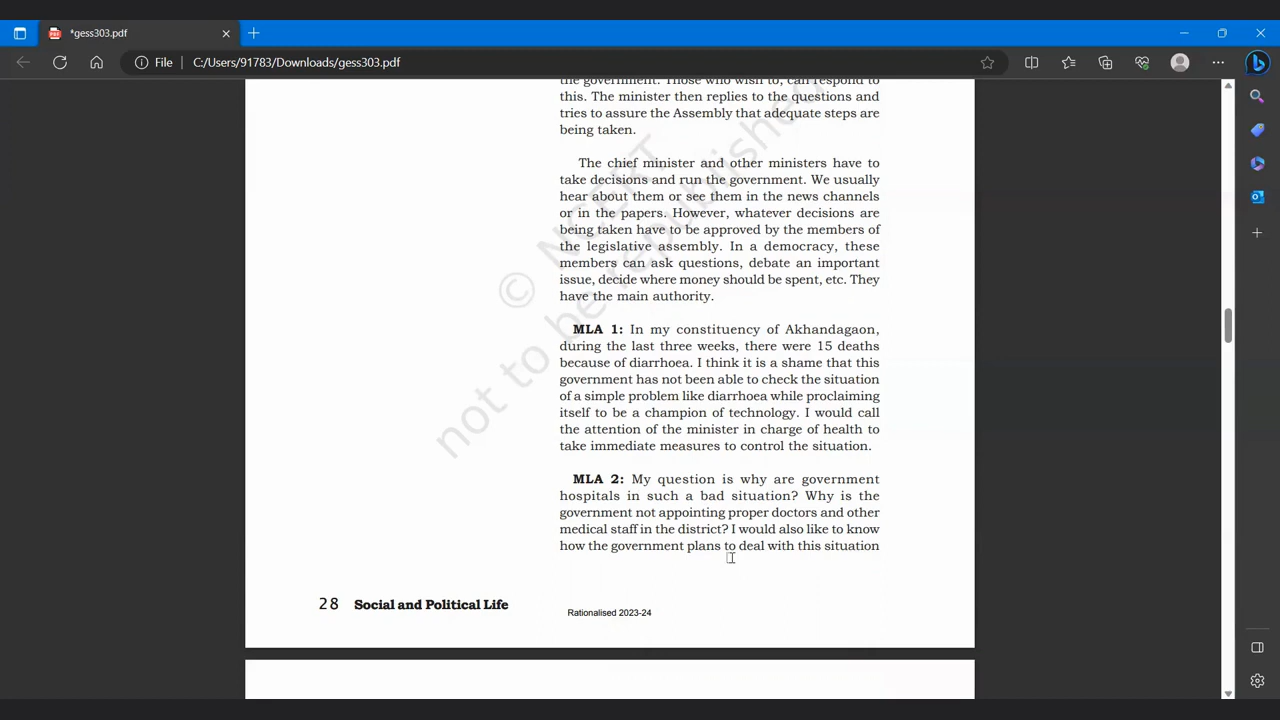 *gess303.pdf
File
C:/Users/91783/Downloads/gess303.pdf
the government. Those who wish to, can respond to
this. The minister then replies to the questions and
tries to assure the Assembly that adequate steps are
being taken.
The chief minister and other ministers have to
take decisions and run the government. We usually
hear about them or see them in the news channels
or in the papers. However, whatever decisions are
being taken have to be approved by the members of
the legislative assembly. In a democracy, these
members can ask questions, debate an important
issue, decide where money should be spent, etc. They
have the main authority.
MLA 1: In my constituency of Akhandagaon,
during the last three weeks, there were 15 deaths
because of diarrhoea. I think it is a shame that this
government has not been able to check the situation
of a simple problem like diarrhoea while proclaiming
itself to be a champion of technology. I would call
the attention of the minister in charge of health to
take immediate measures to control the situation.
MLA 2: My question is why are government
hospitals in such a bad situation? Why is the
government not appointing proper doctors and other
medical staff in the district? I would also like to know
how the government plans to deal with this situation
© NCERT
not to be republished
28 Social and Political Life
Rationalised 2023-24